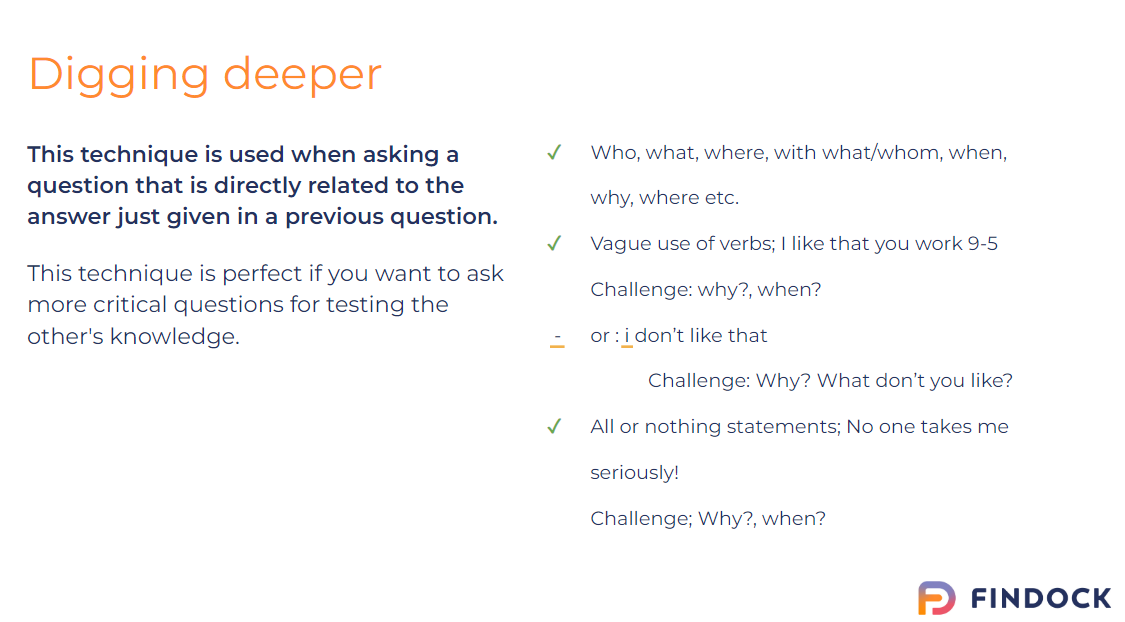 Digging deeper
This technique is used when asking a
question that is directly related to the
answer just given in a previous question.
This technique is perfect if you want to ask
more critical questions for testing the
other's knowledge.
✓ Who, what, where, with what/whom, when,
why, where etc.
✓ Vague use of verbs; I like that you work 9-5
Challenge: why?, when?
- or : i don’t like that
Challenge: Why? What don’t you like?
✓ All or nothing statements; No one takes me
seriously!
Challenge; Why?, when?
FINDOCK